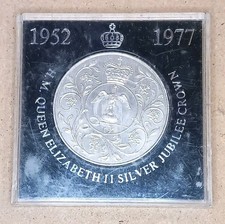 1952 1977
H.M. QUEEN ELIZABETH II SILVER JUBILEE CROWN